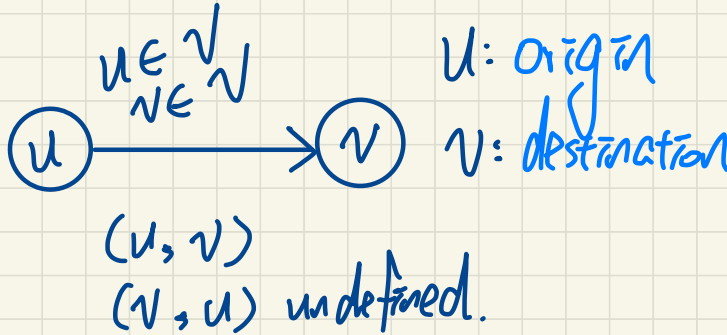 u ∈ V
v ∈ V
u: origin
u
v
v: destination
(u, v)
(v, u) undefined.